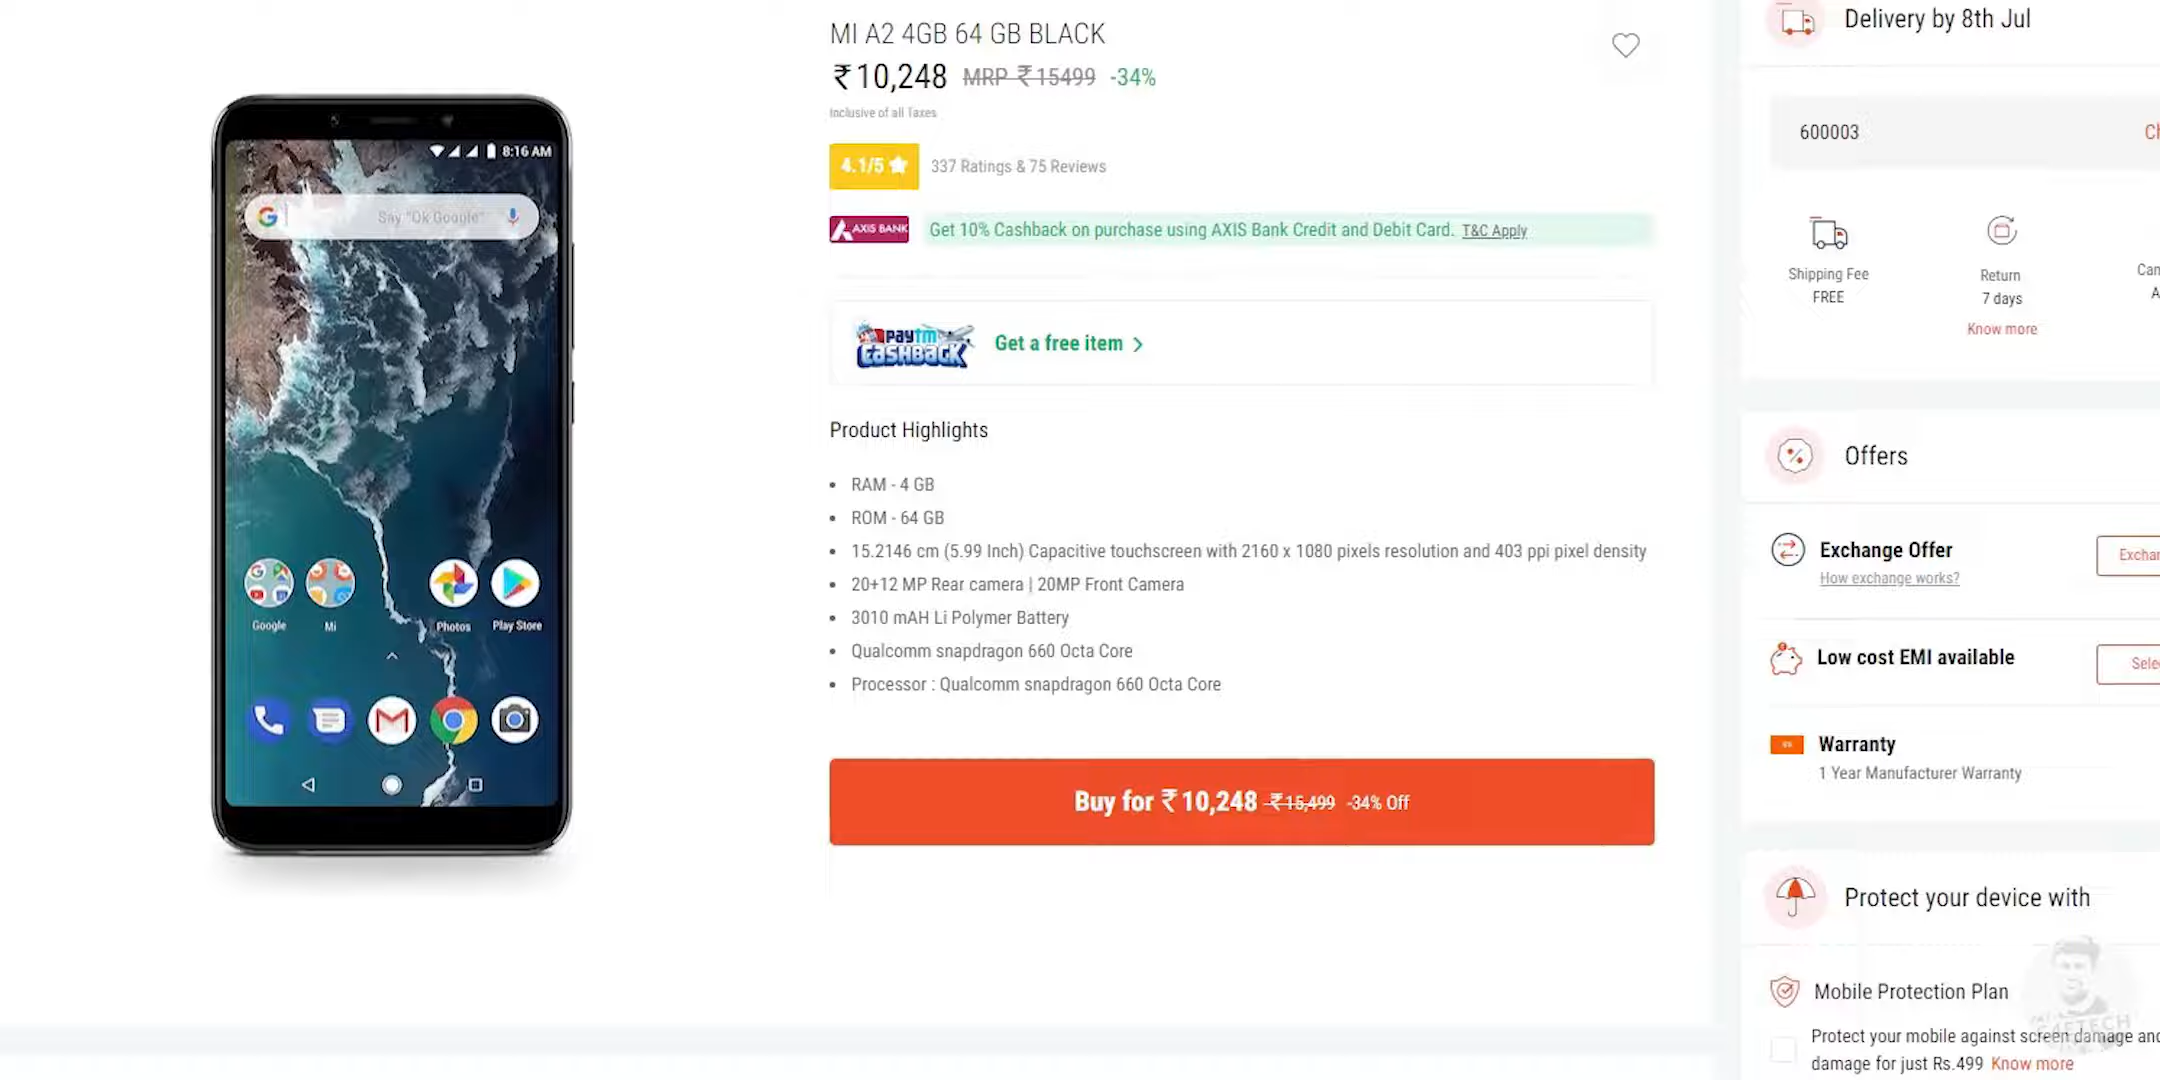 MI A2 4GB 64 GB BLACK
₹10,248 MRP ₹15499 -34%
Inclusive of all Taxes
4.1/5 337 Ratings & 75 Reviews
AXIS BANK Get 10% Cashback on purchase using AXIS Bank Credit and Debit Card. T&C Apply
paytm
CASHBACK
Get a free item
Product Highlights
• RAM - 4 GB
• ROM - 64 GB
• 15.2146 cm (5.99 Inch) Capacitive touchscreen with 2160 x 1080 pixels resolution and 403 ppi pixel density
• 20+12 MP Rear camera | 20MP Front Camera
• 3010 mAH Li Polymer Battery
• Qualcomm snapdragon 660 Octa Core
• Processor : Qualcomm snapdragon 660 Octa Core
Buy for ₹10,248 ₹15,499 -34% Off
8:16 AM
G Say "Ok Google"
Google Mi Photos Play Store
Delivery by 8th Jul
600003
Shipping Fee
FREE
Return
7 days
Know more
Offers
Exchange Offer
How exchange works?
Low cost EMI available
Warranty
1 Year Manufacturer Warranty
Protect your device with
Mobile Protection Plan
Protect your mobile against screen damage and
damage for just Rs.499 Know more